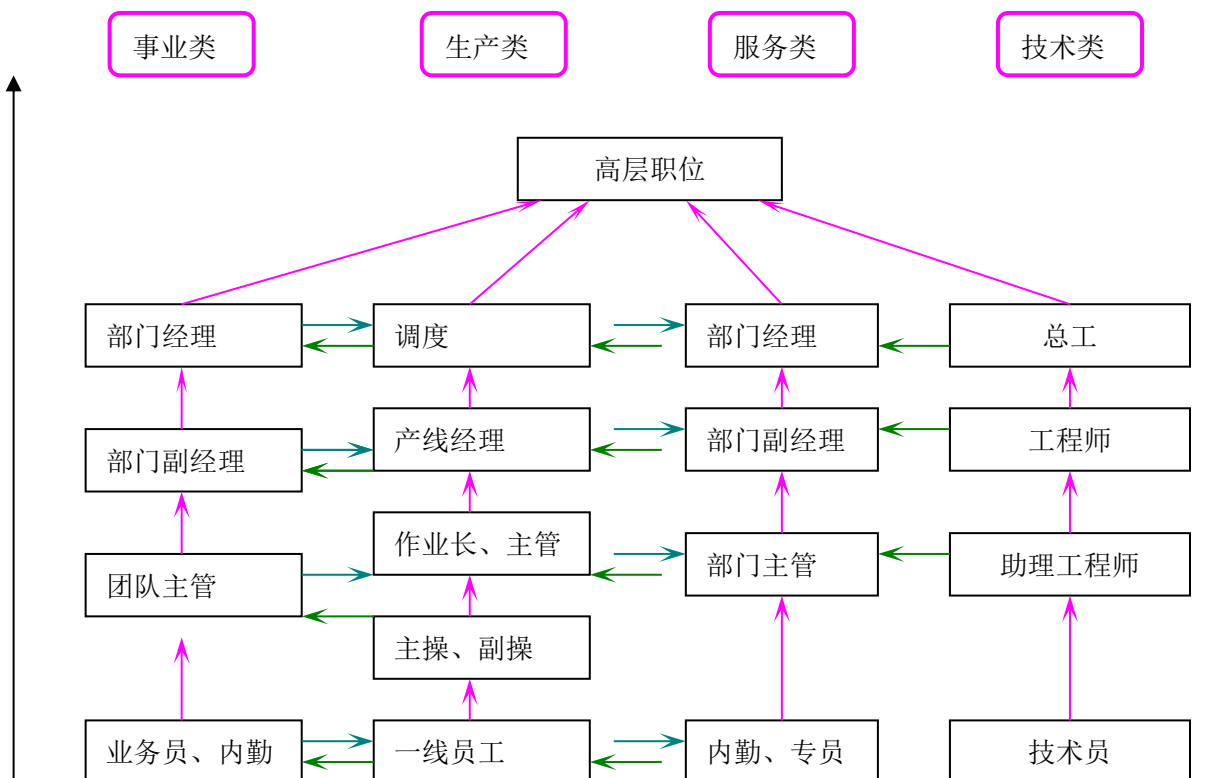 事业类
生产类
服务类
技术类
高层职位
部门经理
调度
部门经理
总工
部门副经理
产线经理
部门副经理
工程师
团队主管
作业长、主管
部门主管
助理工程师
主操、副操
业务员、内勤
一线员工
内勤、专员
技术员